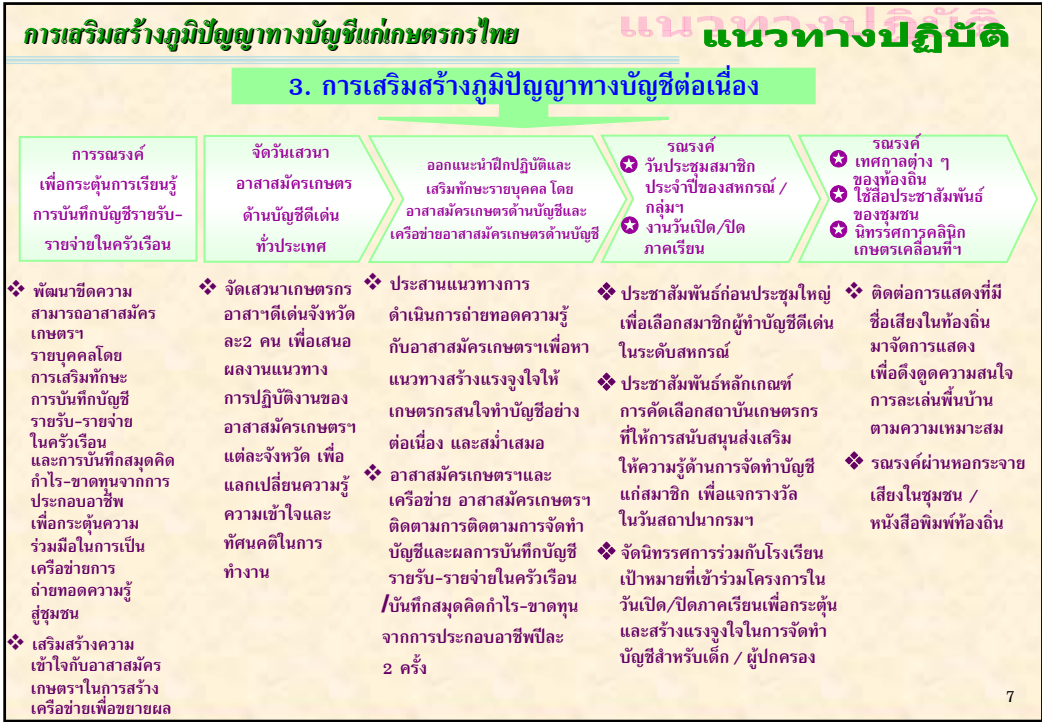 การเสริมสร้างภูมิปัญญาทางบัญชีแก่เกษตรกรไทย
แนวทางปฏิบัติ
3. การเสริมสร้างภูมิปัญญาทางบัญชีต่อเนื่อง
การรณรงค์
เพื่อกระตุ้นการเรียนรู้
การบันทึกบัญชีรายรับ-
รายจ่ายในครัวเรือน
จัดวันเสวนา
อาสาสมัครเกษตร
ด้านบัญชีดีเด่น
ทั่วประเทศ
ออกแนะนำฝึกปฏิบัติและ
เสริมทักษะรายบุคคล โดย
อาสาสมัครเกษตรด้านบัญชีและ
เครือข่ายอาสาสมัครเกษตรด้านบัญชี
รณรงค์
✪ วันประชุมสมาชิก
ประจำปีของสหกรณ์ /
กลุ่มฯ
✪ งานวันเปิด/ปิด
ภาคเรียน
รณรงค์
✪ เทศกาลต่าง ๆ
ของท้องถิ่น
✪ ใช้สื่อประชาสัมพันธ์
ของชุมชน
✪ นิทรรศการคลินิก
เกษตรเคลื่อนที่ฯ
❖ พัฒนาขีดความ
สามารถอาสาสมัคร
เกษตรฯ
รายบุคคลโดย
การเสริมทักษะ
การบันทึกบัญชี
รายรับ-รายจ่าย
ในครัวเรือน
และการบันทึกสมุดคิด
กำไร-ขาดทุนจากการ
ประกอบอาชีพ
เพื่อกระตุ้นความ
ร่วมมือในการเป็น
เครือข่ายการ
ถ่ายทอดความรู้
สู่ชุมชน
❖ เสริมสร้างความ
เข้าใจกับอาสาสมัคร
เกษตรฯในการสร้าง
เครือข่ายเพื่อขยายผล
❖ จัดเสวนาเกษตรกร
อาสาฯดีเด่นจังหวัด
ละ2 คน เพื่อเสนอ
ผลงานแนวทาง
การปฏิบัติงานของ
อาสาสมัครเกษตรฯ
แต่ละจังหวัด เพื่อ
แลกเปลี่ยนความรู้
ความเข้าใจและ
ทัศนคติในการ
ทำงาน
❖ ประสานแนวทางการ
ดำเนินการถ่ายทอดความรู้
กับอาสาสมัครเกษตรฯเพื่อหา
แนวทางสร้างแรงจูงใจให้
เกษตรกรสนใจทำบัญชีอย่าง
ต่อเนื่อง และสม่ำเสมอ
❖ อาสาสมัครเกษตรฯและ
เครือข่าย อาสาสมัครเกษตรฯ
ติดตามการติดตามการจัดทำ
บัญชีและผลการบันทึกบัญชี
รายรับ-รายจ่ายในครัวเรือน
/บันทึกสมุดคิดกำไร-ขาดทุน
จากการประกอบอาชีพปีละ
2 ครั้ง
❖ ประชาสัมพันธ์ก่อนประชุมใหญ่
เพื่อเลือกสมาชิกผู้ทำบัญชีดีเด่น
ในระดับสหกรณ์
❖ ประชาสัมพันธ์หลักเกณฑ์
การคัดเลือกสถาบันเกษตรกร
ที่ให้การสนับสนุนส่งเสริม
ให้ความรู้ด้านการจัดทำบัญชี
แก่สมาชิก เพื่อแจกรางวัล
ในวันสถาปนากรมฯ
❖ จัดนิทรรศการร่วมกับโรงเรียน
เป้าหมายที่เข้าร่วมโครงการใน
วันเปิด/ปิดภาคเรียนเพื่อกระตุ้น
และสร้างแรงจูงใจในการจัดทำ
บัญชีสำหรับเด็ก / ผู้ปกครอง
❖ ติดต่อการแสดงที่มี
ชื่อเสียงในท้องถิ่น
มาจัดการแสดง
เพื่อดึงดูดความสนใจ
การละเล่นพื้นบ้าน
ตามความเหมาะสม
❖ รณรงค์ผ่านหอกระจาย
เสียงในชุมชน /
หนังสือพิมพ์ท้องถิ่น
7